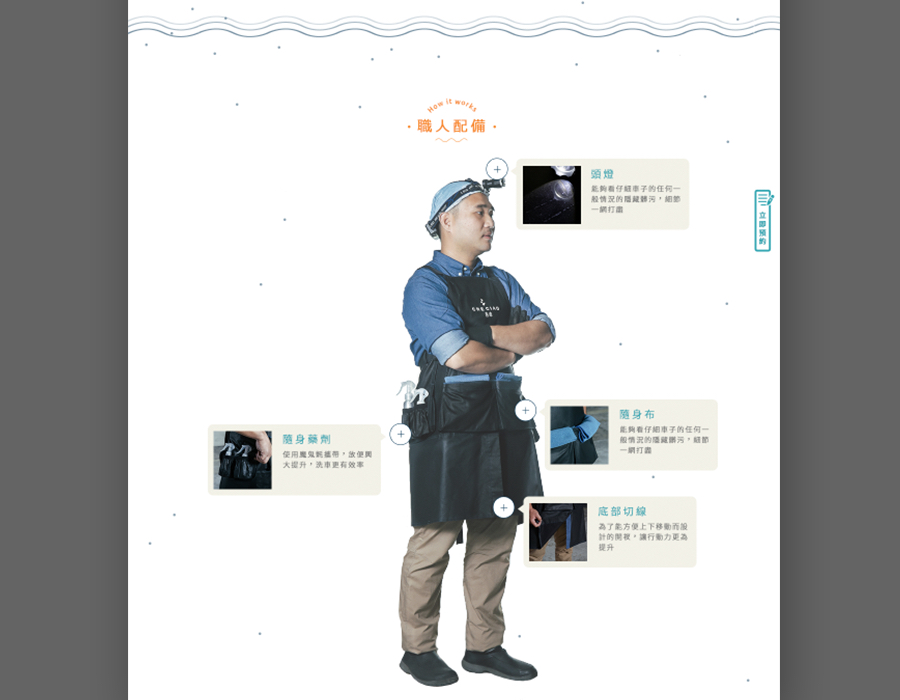 How it works
職人配備
頭燈
能夠看仔細車子的任何一
般情況的隱藏髒污，細節
一網打盡
立即預約
隨身布
能夠看仔細車子的任何一
般情況的隱藏髒污，細節
一網打盡
隨身藥劑
使用魔鬼氈攜帶，放便與
大提升，洗車更有效率
底部切線
為了能方便上下移動而設
計的開衩，讓行動力更為
提升